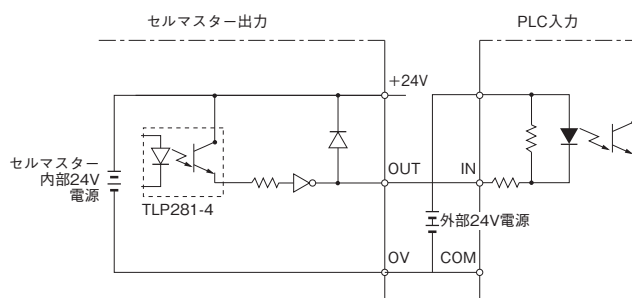 セルマスター出力
PLC入力
+24V
セルマスター
内部24V
電源
TLP281-4
OUT
IN
外部24V電源
OV
COM